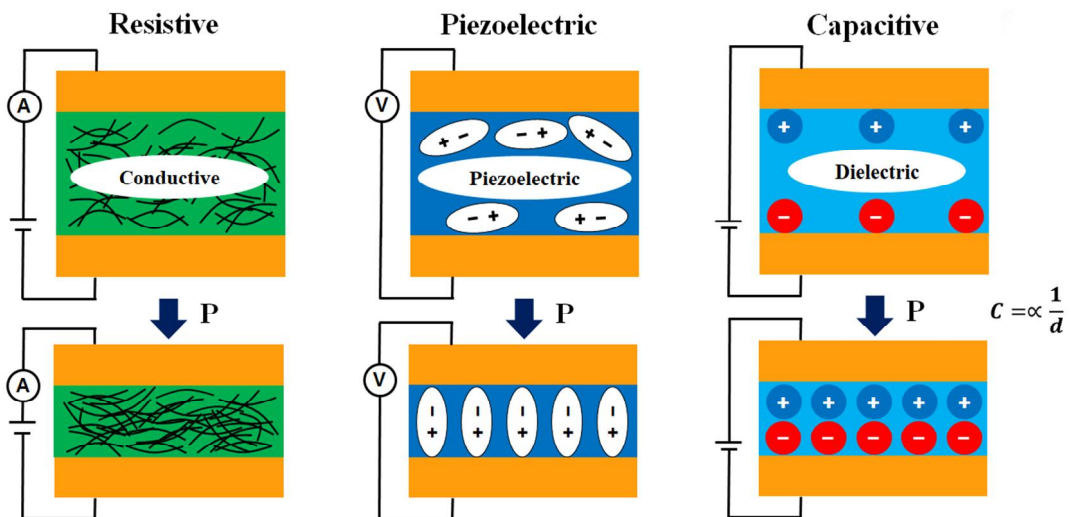 Resistive
Piezoelectric
Capacitive
A
V
+ -
- +
+ -
+ + +
Conductive
Piezoelectric
Dielectric
- +
+ -
- - -
P
P
P
C =∝ 1/d
A
V
- - - - -
+ + + + +
+ + + + +
- - - - -